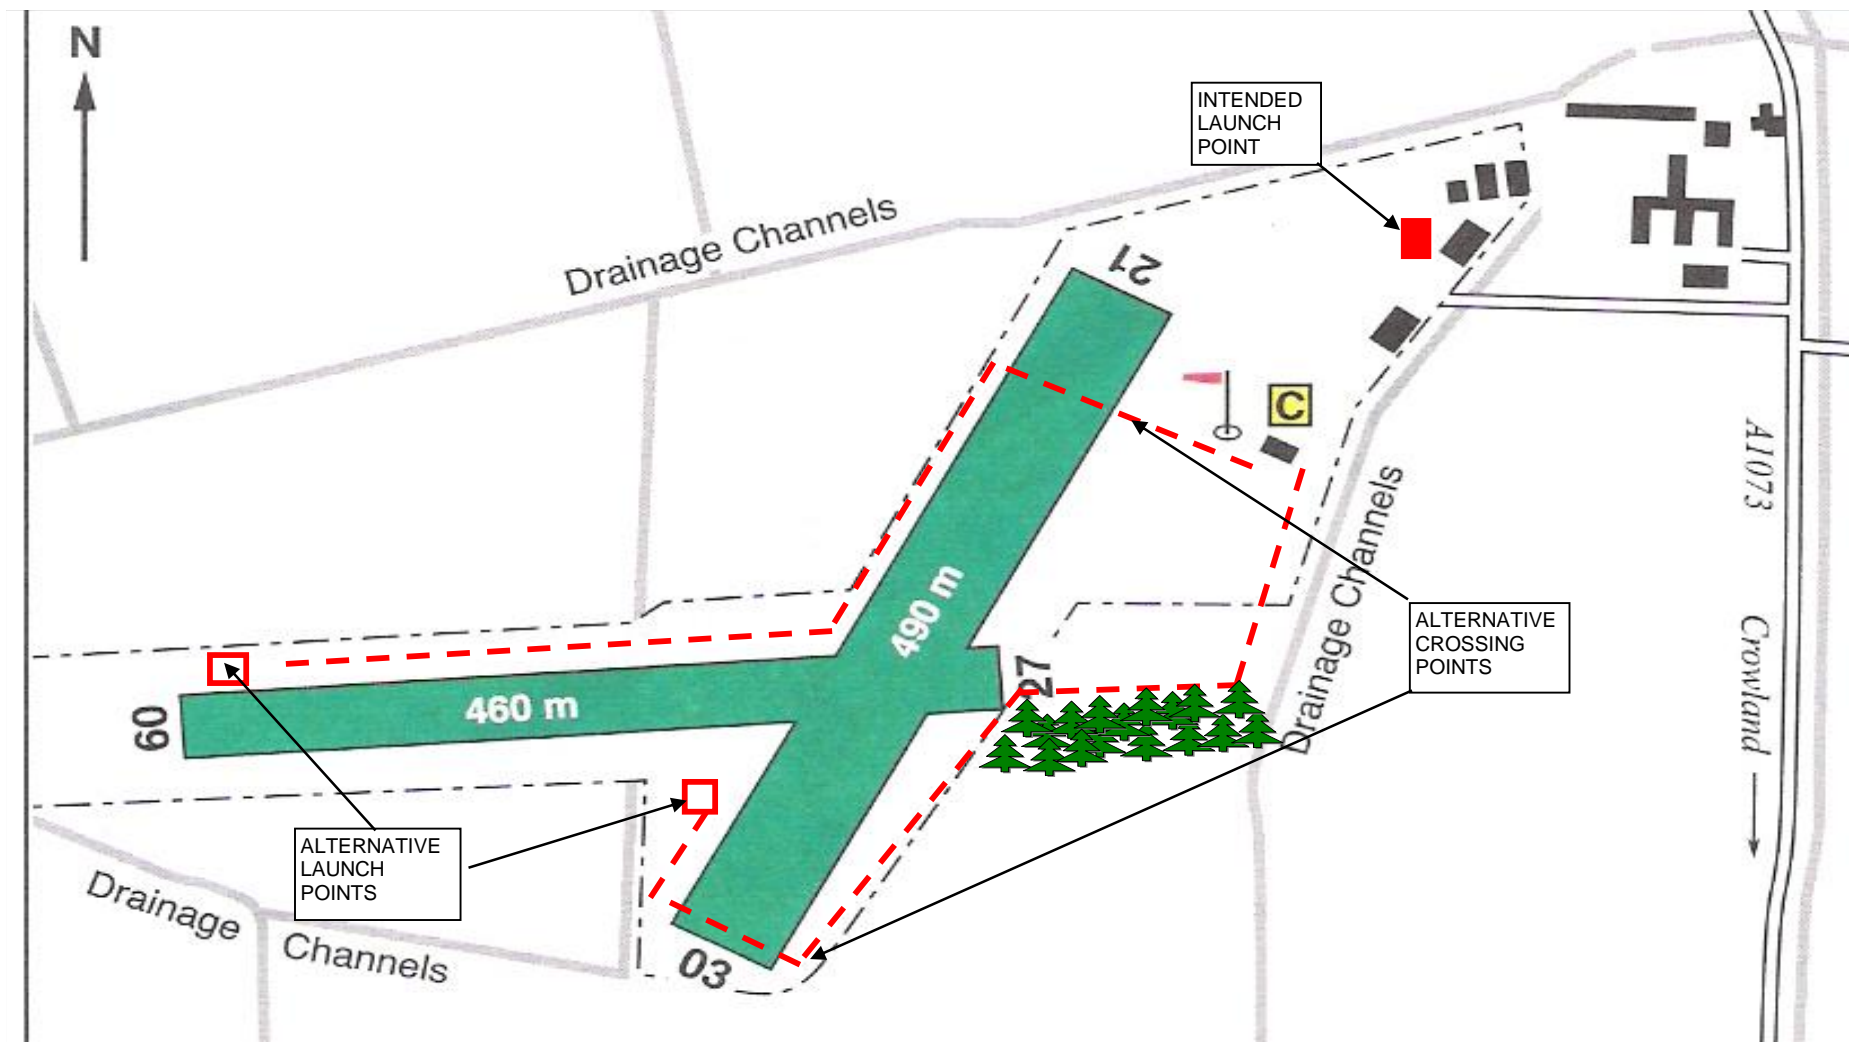 N
INTENDED
LAUNCH
POINT
Drainage Channels
21
C
A1073
490 m
Drainage Channels
ALTERNATIVE
CROSSING
POINTS
Crowland
27
460 m
09
ALTERNATIVE
LAUNCH
POINTS
Drainage
Channels
03